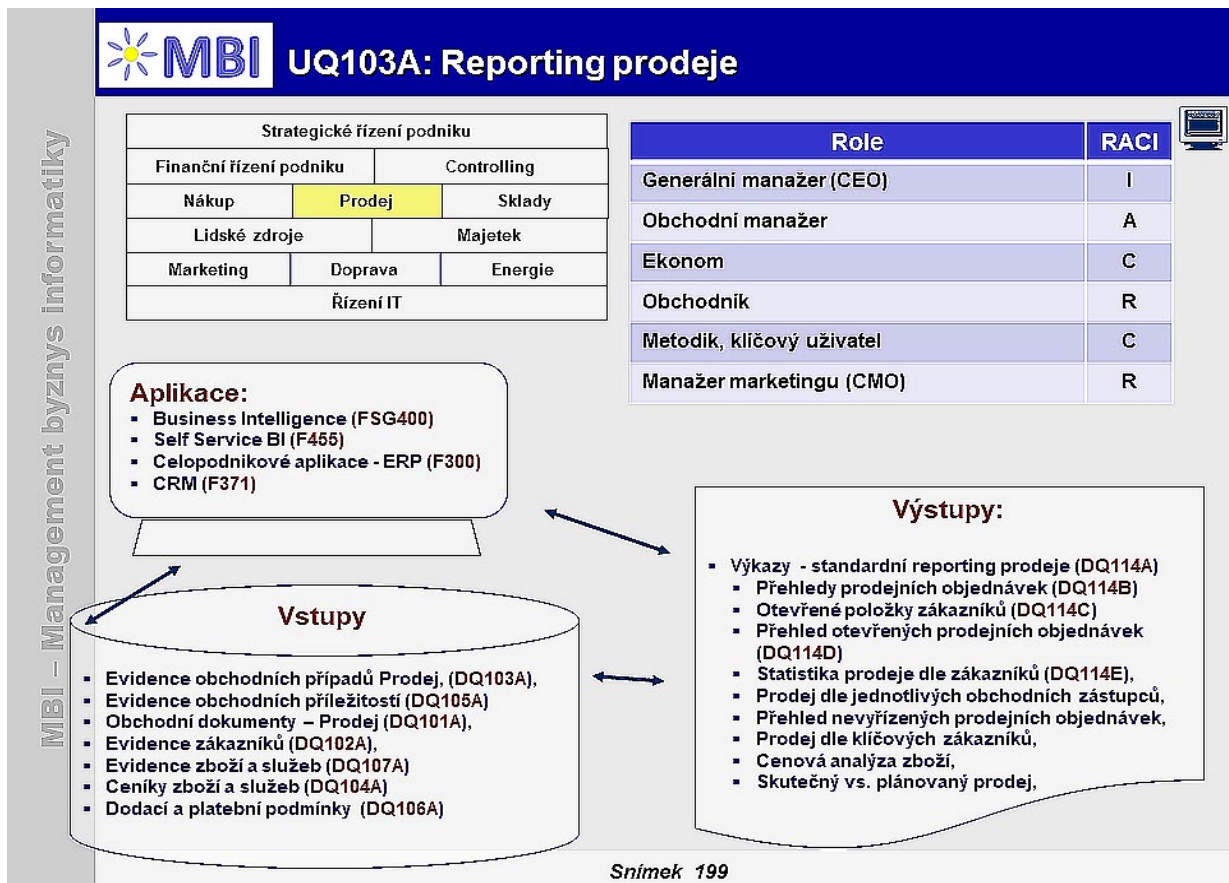 MBI
UQ103A: Reporting prodeje
MBI – Management byznys informatiky
Strategické řízení podniku
Finanční řízení podniku
Controlling
Nákup
Prodej
Sklady
Lidské zdroje
Majetek
Marketing
Doprava
Energie
Řízení IT
Role RACI
Generální manažer (CEO) I
Obchodní manažer A
Ekonom C
Obchodník R
Metodik, klíčový uživatel C
Manažer marketingu (CMO) R
Aplikace:
▪ Business Intelligence (FSG400)
▪ Self Service BI (F455)
▪ Celopodnikové aplikace - ERP (F300)
▪ CRM (F371)
Vstupy
▪ Evidence obchodních případů Prodej, (DQ103A),
▪ Evidence obchodních příležitostí (DQ105A)
▪ Obchodní dokumenty – Prodej (DQ101A),
▪ Evidence zákazníků (DQ102A),
▪ Evidence zboží a služeb (DQ107A)
▪ Ceníky zboží a služeb (DQ104A)
▪ Dodací a platební podmínky (DQ106A)
Výstupy:
▪ Výkazy - standardní reporting prodeje (DQ114A)
▪ Přehledy prodejních objednávek (DQ114B)
▪ Otevřené položky zákazníků (DQ114C)
▪ Přehled otevřených prodejních objednávek
(DQ114D)
▪ Statistika prodeje dle zákazníků (DQ114E),
▪ Prodej dle jednotlivých obchodních zástupců,
▪ Přehled nevyřízených prodejních objednávek,
▪ Prodej dle klíčových zákazníků,
▪ Cenová analýza zboží,
▪ Skutečný vs. plánovaný prodej,
Snímek 199